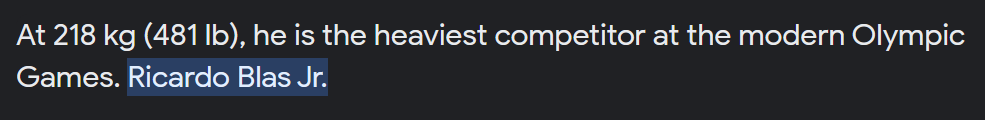 At 218 kg (481 lb), he is the heaviest competitor at the modern Olympic
Games. Ricardo Blas Jr.